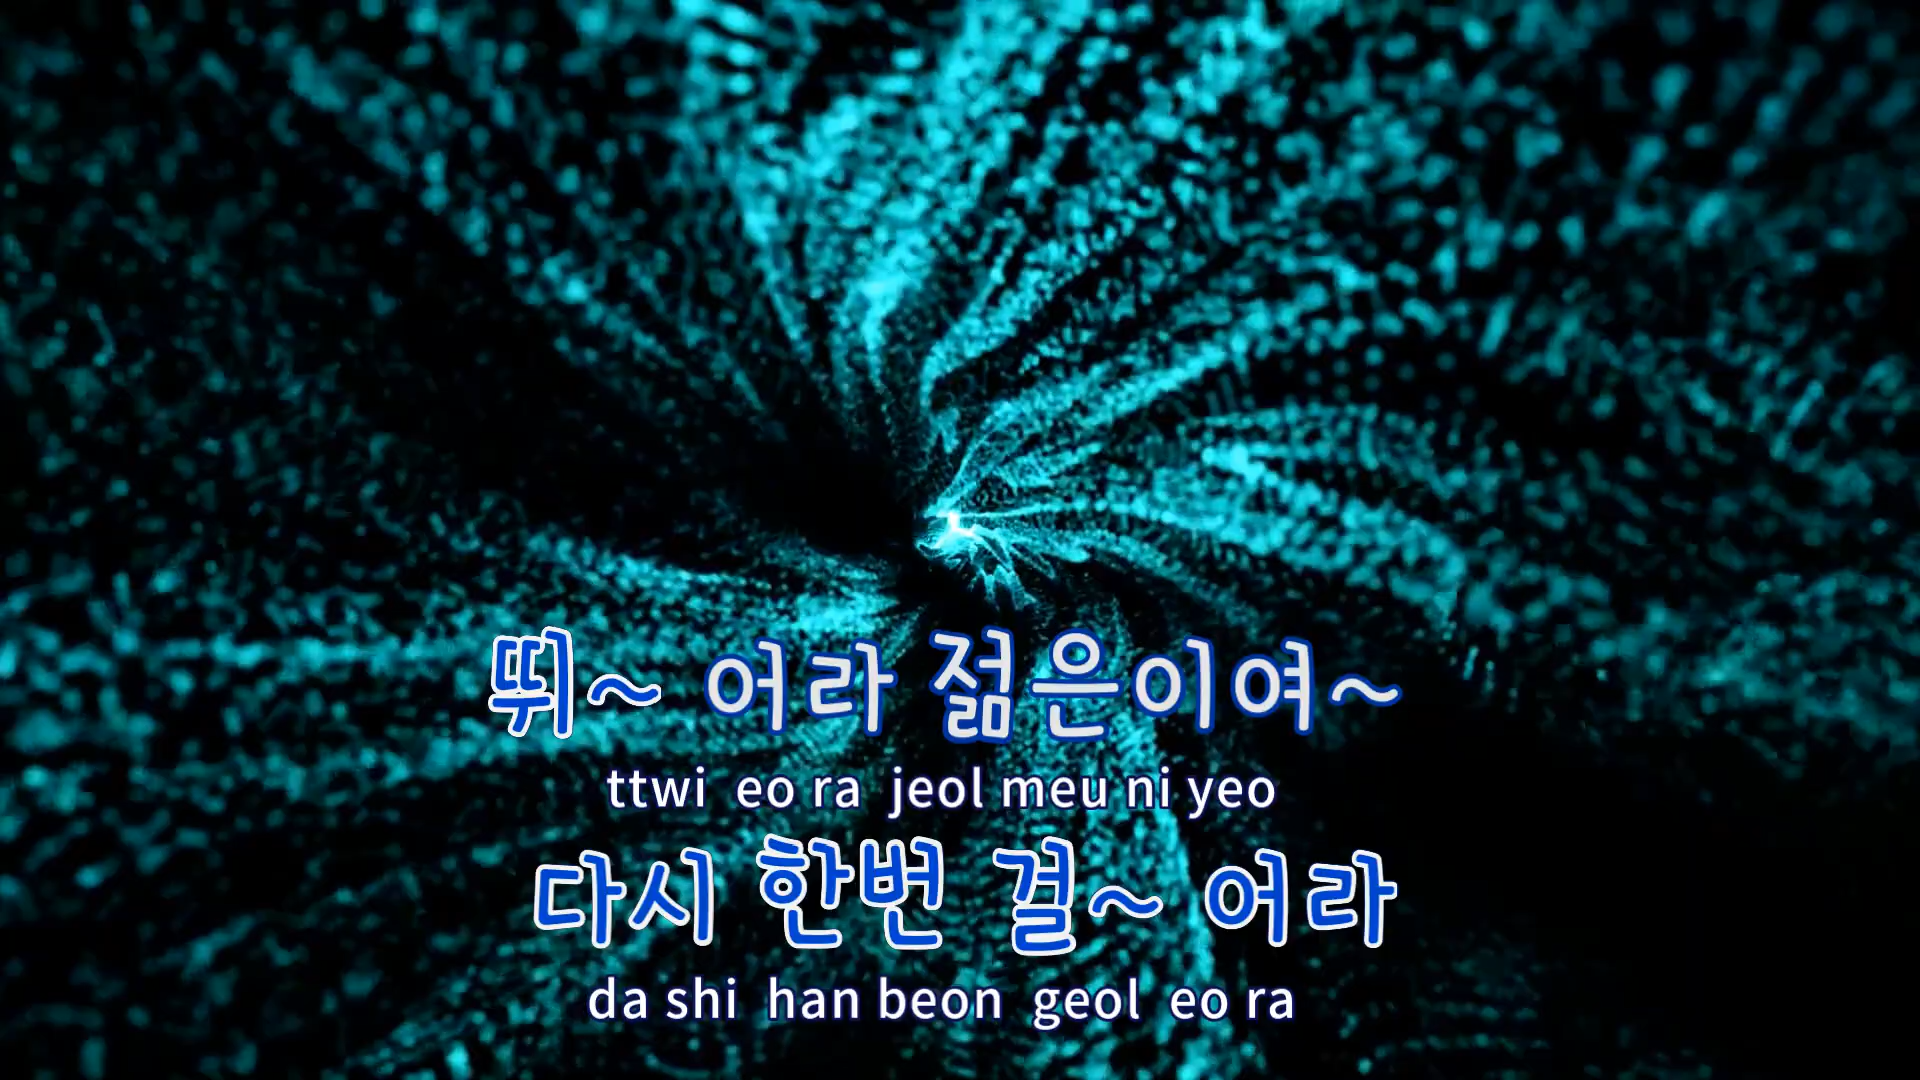 뛰~ 어라 젊은이여~
ttwi eo ra jeol meu ni yeo
다시 한번 결~ 어라
da shi han beon geol eo ra